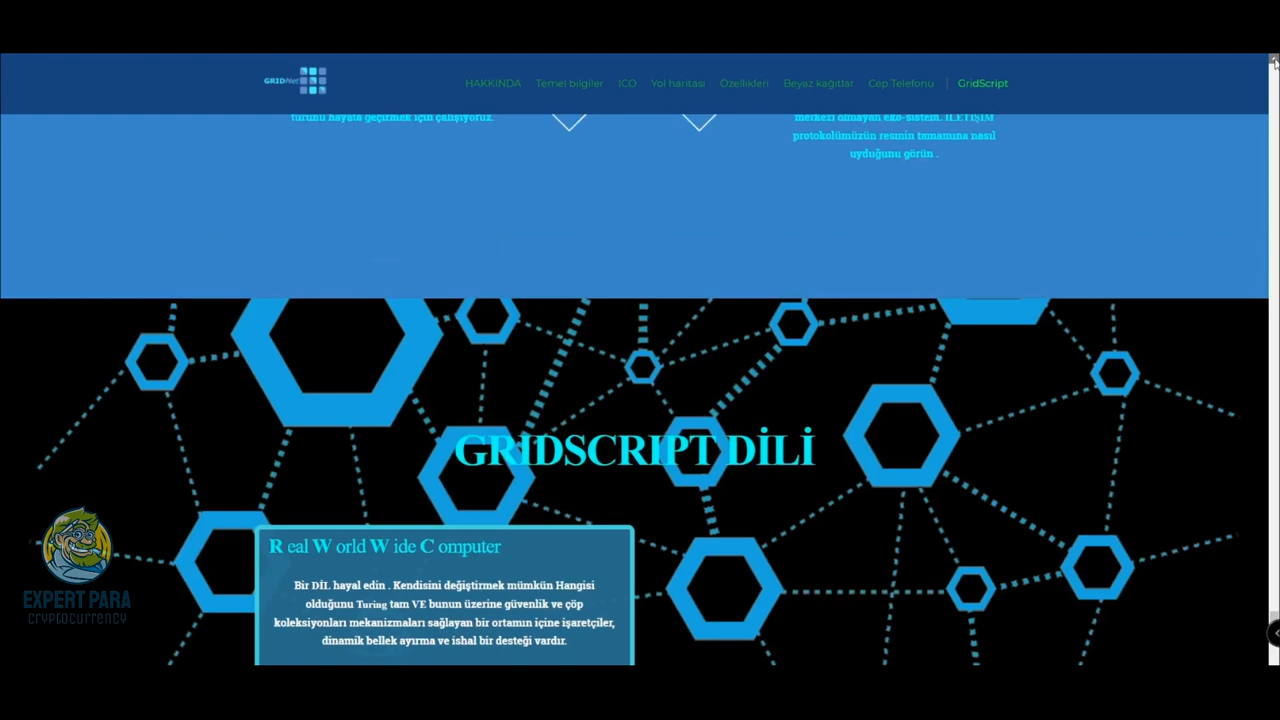 GRIDNet
HAKKINDA Temel bilgiler ICO Yol haritası Özellikleri Beyaz kağıtlar Cep Telefonu GridScript
turunu hayata geçirmek için çalışıyoruz.
merkezi olmayan eko-sistem. İLETİŞİM
protokolümüzün resmin tamamına nasıl
uyduğunu görün .
GRIDSCRIPT DİLİ
R eal W orld W ide C omputer
Bir DİL hayal edin . Kendisini değiştirmek mümkün Hangisi
olduğunu Turing tam VE bunun üzerine güvenlik ve çöp
koleksiyonları mekanizmaları sağlayan bir ortamın içine işaretçiler,
dinamik bellek ayırma ve ishal bir desteği vardır.
EXPERT PARA
CRYPTOCURRENCY